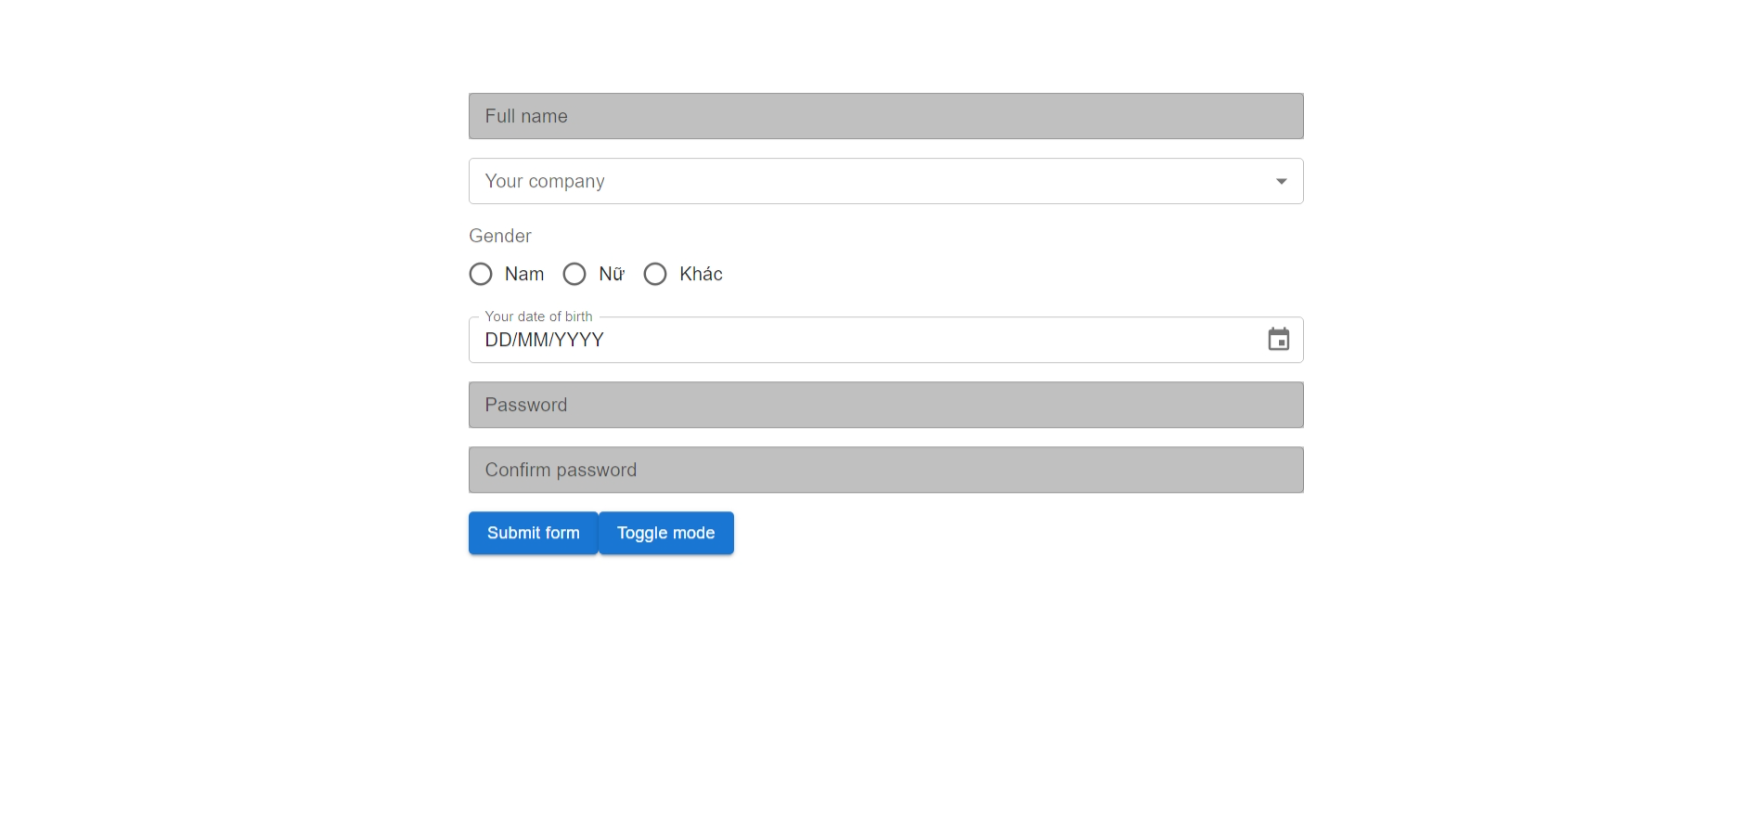 Full name
Your company
Gender
Nam Nữ Khác
Your date of birth
DD/MM/YYYY
Password
Confirm password
Submit form Toggle mode